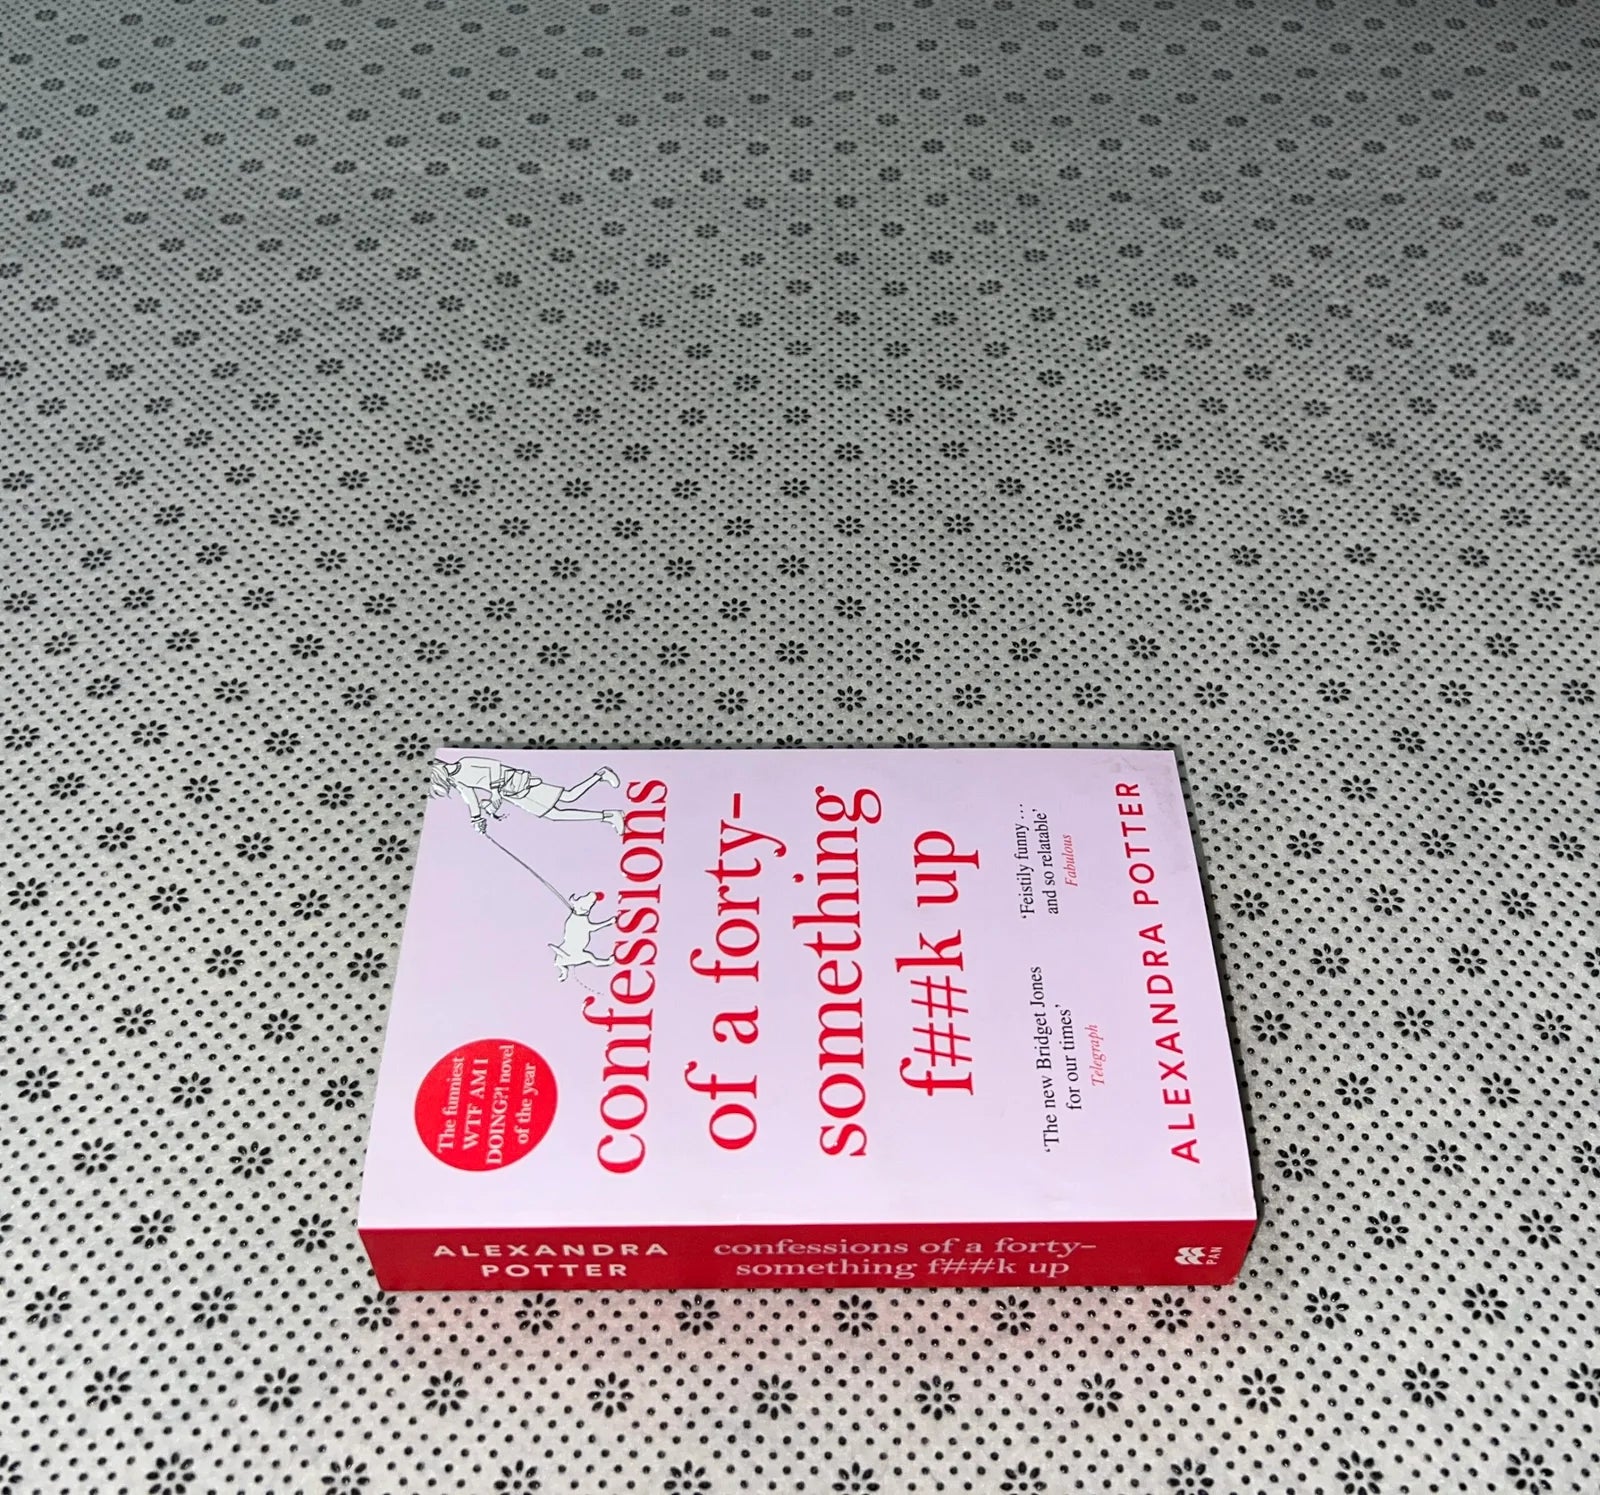 The funniest
WTF AM I
DOING?! novel
of the year
confessions
of a forty-
something
f##k up
'The new Bridget Jones
for our times'
Telegraph
'Feistily funny ...
and so relatable'
Fabulous
ALEXANDRA POTTER
ALEXANDRA
POTTER
confessions of a forty-
something f##k up
PAN